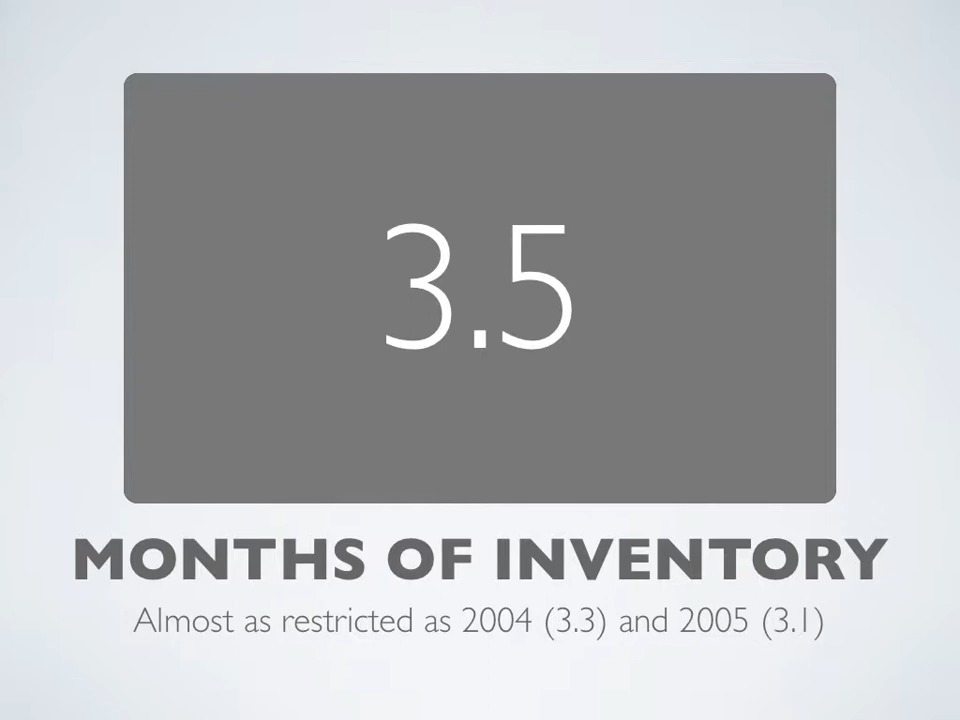 3.5
MONTHS OF INVENTORY
Almost as restricted as 2004 (3.3) and 2005 (3.1)